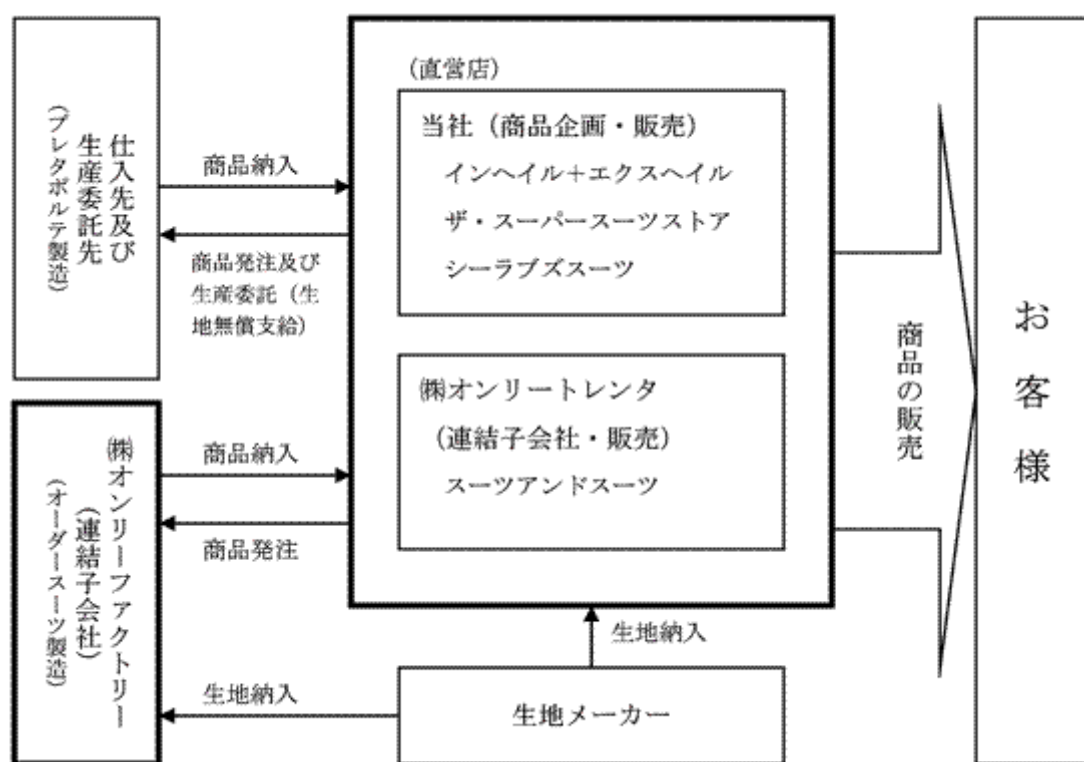 仕入先及び
生産委託先
(プレタポルテ製造)
商品納入
商品発注及び
生産委託（生
地無償支給）
㈱オンリーファクトリー
(連結子会社)
(オーダースーツ製造)
商品納入
商品発注
生地納入
(直営店)
当社（商品企画・販売）
インヘイル＋エクスヘイル
ザ・スーパースーツストア
シーラブズスーツ
㈱オンリートレンタ
（連結子会社・販売）
スーツアンドスーツ
生地納入
生地メーカー
商品の販売
お客様